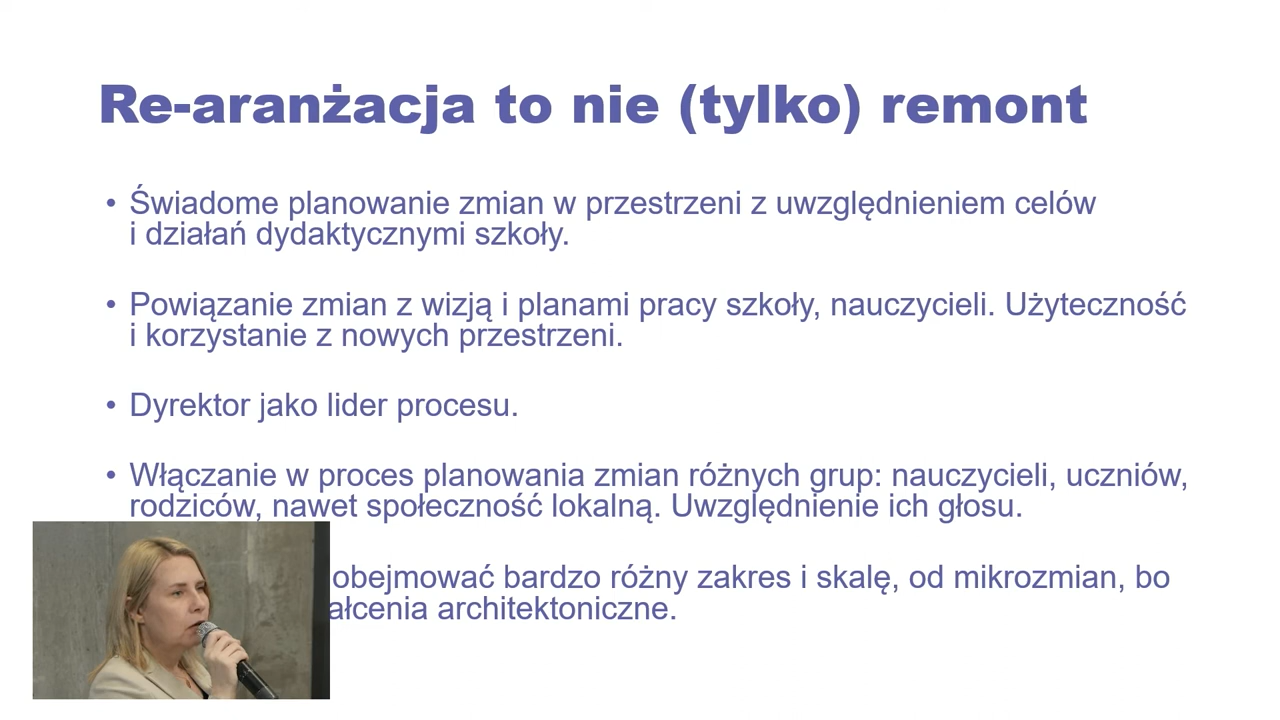 Re-aranżacja to nie (tylko) remont
• Świadome planowanie zmian w przestrzeni z uwzględnieniem celów
i działań dydaktycznymi szkoły.
• Powiązanie zmian z wizją i planami pracy szkoły, nauczycieli. Użyteczność
i korzystanie z nowych przestrzeni.
• Dyrektor jako lider procesu.
• Włączanie w proces planowania zmian różnych grup: nauczycieli, uczniów,
rodziców, nawet społeczność lokalną. Uwzględnienie ich głosu.
obejmować bardzo różny zakres i skalę, od mikrozmian, bo
architektoniczne.